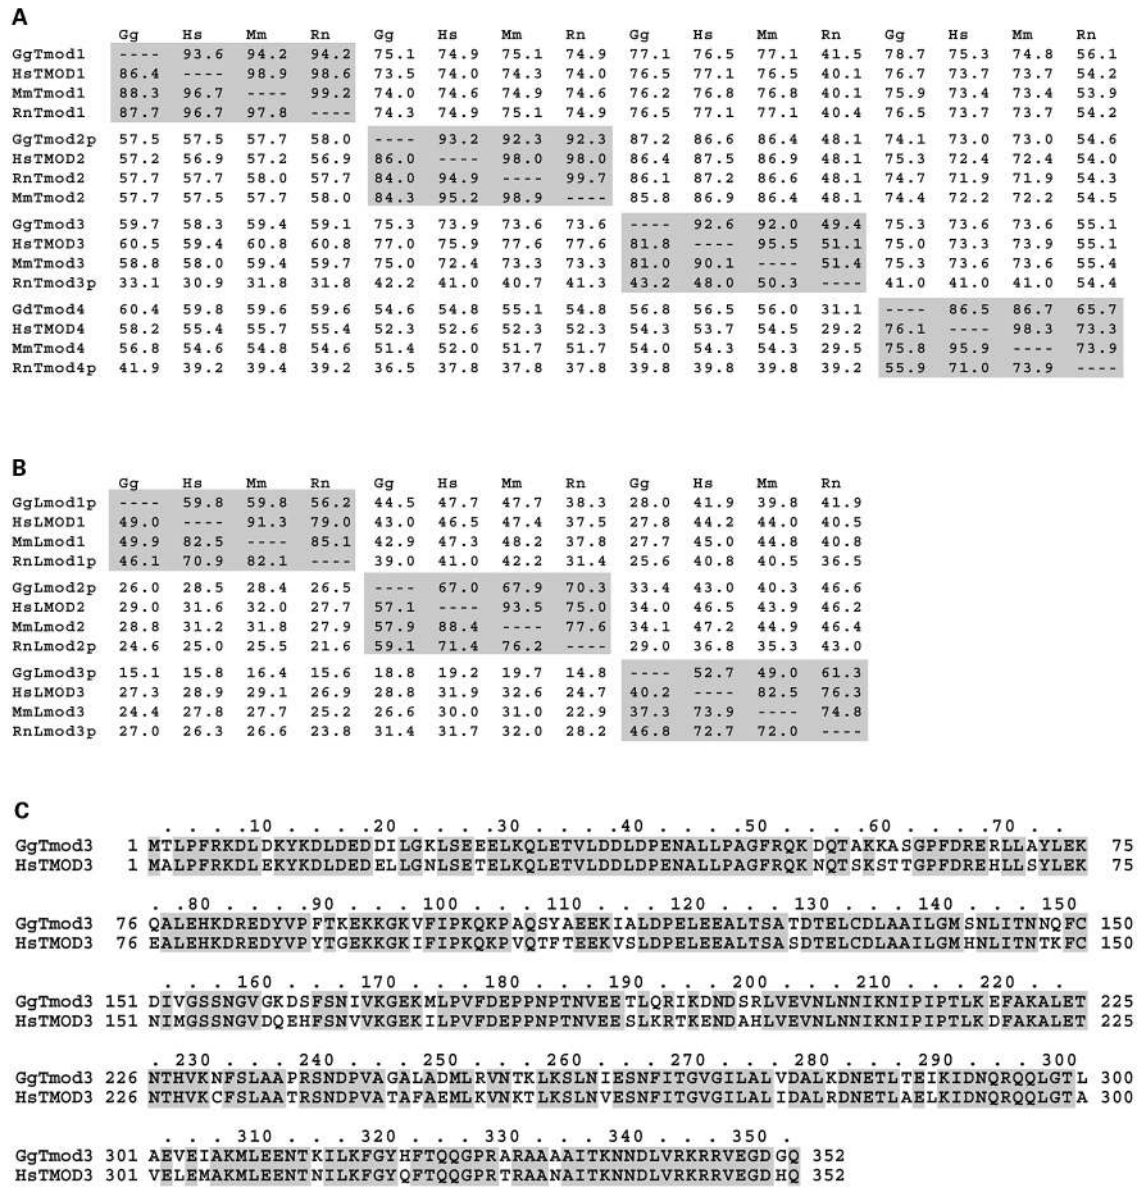 A
Gg Hs Mm Rn Gg Hs Mm Rn Gg Hs Mm Rn Gg Hs Mm Rn
GgTmod1 ---- 93.6 94.2 94.2 75.1 74.9 75.1 74.9 77.1 76.5 77.1 41.5 78.7 75.3 74.8 56.1
HsTMOD1 86.4 ---- 98.9 98.6 73.5 74.0 74.3 74.0 76.5 77.1 76.5 40.1 76.7 73.7 73.7 54.2
MmTmod1 88.3 96.7 ---- 99.2 74.0 74.6 74.9 74.6 76.2 76.8 76.8 40.1 75.9 73.4 73.4 53.9
RnTmod1 87.7 96.7 97.8 ---- 74.3 74.9 75.1 74.9 76.5 77.1 77.1 40.4 76.5 73.7 73.7 54.2
GgTmod2p 57.5 57.5 57.7 58.0 ---- 93.2 92.3 92.3 87.2 86.6 86.4 48.1 74.1 73.0 73.0 54.6
HsTMOD2 57.2 56.9 57.2 56.9 86.0 ---- 98.0 98.0 86.4 87.5 86.9 48.1 75.3 72.4 72.4 54.0
RnTmod2 57.7 57.7 58.0 57.7 84.0 94.9 ---- 99.7 86.1 87.2 86.6 48.1 74.7 71.9 71.9 54.3
MmTmod2 57.7 57.5 57.7 58.0 84.3 95.2 98.9 ---- 85.8 86.9 86.4 48.1 74.4 72.2 72.2 54.5
GgTmod3 59.7 58.3 59.4 59.1 75.3 73.9 73.6 73.6 ---- 92.6 92.0 49.4 75.3 73.6 73.6 55.1
HsTMOD3 60.5 59.4 60.8 60.8 77.0 75.9 77.6 77.6 81.8 ---- 95.5 51.1 75.0 73.3 73.9 55.1
MmTmod3 58.8 58.0 59.4 59.7 75.0 72.4 73.3 73.3 81.0 90.1 ---- 51.4 75.3 73.6 73.6 55.4
RnTmod3p 33.1 30.9 31.8 31.8 42.2 41.0 40.7 41.3 43.2 48.0 50.3 ---- 41.0 41.0 41.0 54.4
GdTmod4 60.4 59.8 59.6 59.6 54.6 54.8 55.1 54.8 56.8 56.5 56.0 31.1 ---- 86.5 86.7 65.7
HsTMOD4 58.2 55.4 55.7 55.4 52.3 52.6 52.3 52.3 54.3 53.7 54.5 29.2 76.1 ---- 98.3 73.3
MmTmod4 56.8 54.6 54.8 54.6 51.4 52.0 51.7 51.7 54.0 54.3 54.3 29.5 75.8 95.9 ---- 73.9
RnTmod4p 41.9 39.2 39.4 39.2 36.5 37.8 37.8 37.8 39.8 39.8 39.8 39.2 55.9 71.0 73.9 ----
B
Gg Hs Mm Rn Gg Hs Mm Rn Gg Hs Mm Rn
GgLmod1p ---- 59.8 59.8 56.2 44.5 47.7 47.7 38.3 28.0 41.9 39.8 41.9
HsLMOD1 49.0 ---- 91.3 79.0 43.0 46.5 47.4 37.5 27.8 44.2 44.0 40.5
MmLmod1 49.9 82.5 ---- 85.1 42.9 47.3 48.2 37.8 27.7 45.0 44.8 40.8
RnLmod1p 46.1 70.9 82.1 ---- 39.0 41.0 42.2 31.4 25.6 40.8 40.5 36.5
GgLmod2p 26.0 28.5 28.4 26.5 ---- 67.0 67.9 70.3 33.4 43.0 40.3 46.6
HsLMOD2 29.0 31.6 32.0 27.7 57.1 ---- 93.5 75.0 34.0 46.5 43.9 46.2
MmLmod2 28.8 31.2 31.8 27.9 57.9 88.4 ---- 77.6 34.1 47.2 44.9 46.4
RnLmod2p 24.6 25.0 25.5 21.6 59.1 71.4 76.2 ---- 29.0 36.8 35.3 43.0
GgLmod3p 15.1 15.8 16.4 15.6 18.8 19.2 19.7 14.8 ---- 52.7 49.0 61.3
HsLMOD3 27.3 28.9 29.1 26.9 28.8 31.9 32.6 24.7 40.2 ---- 82.5 76.3
MmLmod3 24.4 27.8 27.7 25.2 26.6 30.0 31.0 22.9 37.3 73.9 ---- 74.8
RnLmod3p 27.0 26.3 26.6 23.8 31.4 31.7 32.0 28.2 46.8 72.7 72.0 ----
C
. . . .10 . . . .20 . . . .30 . . . .40 . . . .50 . . . .60 . . . .70 . .
GgTmod3 1 MTLPFRKDLDKYKDLDEDDILGKLSEEELKQLETVLDDLDPENALLPAGFRQKDQTAKKASGPFDRERLLAYLEK 75
HsTMOD3 1 MALPFRKDLEKYKDLDEDELLGNLSETELKQLETVLDDLDPENALLPAGFRQKNQTSKSTTGPFDREHLLSYLEK 75
. .80 . . . .90 . . . .100 . . . .110 . . . .120 . . . .130 . . . .140 . . . .150
GgTmod3 76 QALEHKDREDYVPFTKEKKGKVFIPKQKPAQSYAEEKIALDPELEEALTSATDTELCDLAAILGMSNLITNNQFC 150
HsTMOD3 76 EALEHKDREDYVPYTGEKKGKIFIPKQKPVQTFTEEKVSLDPELEEALTSASDTELCDLAAILGMHNLITNTKFC 150
. . . .160 . . . .170 . . . .180 . . . .190 . . . .200 . . . .210 . . . .220 . .
GgTmod3 151 DIVGSSNGVGKDSFSNIVKGEKMLPVFDEPPNPTNVEETLQRIKDNDSRLVEVNLNNIKNIPIPTLKEFAKALET 225
HsTMOD3 151 NIMGSSNGVDQEHFSNVVKGEKILPVFDEPPNPTNVEESLKRTKENDAHLVEVNLNNIKNIPIPTLKDFAKALET 225
. .230 . . . .240 . . . .250 . . . .260 . . . .270 . . . .280 . . . .290 . . . .300
GgTmod3 226 NTHVKNFSLAAPRSNDPVAGALADMLRVNTKLKSLNIESNFITGVGILALVDALKDNETLTEIKIDNQRQQLGTL 300
HsTMOD3 226 NTHVKCFSLAATRSNDPVATAFAEMLKVNKTLKSLNVESNFITGVGILALIDALRDNETLAELKIDNQRQQLGTA 300
. . . .310 . . . .320 . . . .330 . . . .340 . . . .350 .
GgTmod3 301 AEVEIAKMLEENTKILKFGYHFTQQGPRARAAAAITKNNDLVRKRRVEGDGQ 352
HsTMOD3 301 VELEMAKMLEENTNILKFGYQFTQQGPRTRAANAITKNNDLVRKRRVEGDHQ 352